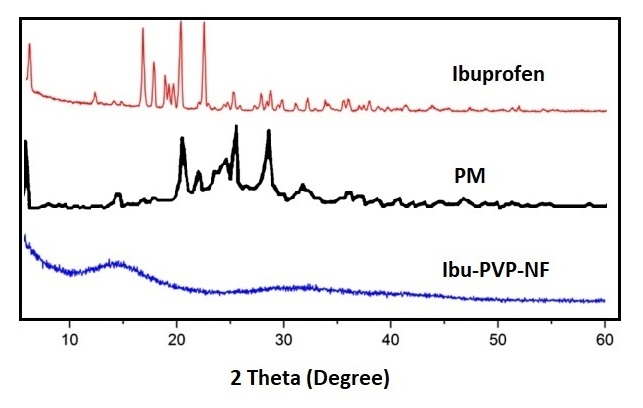 Ibuprofen
PM
Ibu-PVP-NF
10 20 30 40 50 60
2 Theta (Degree)